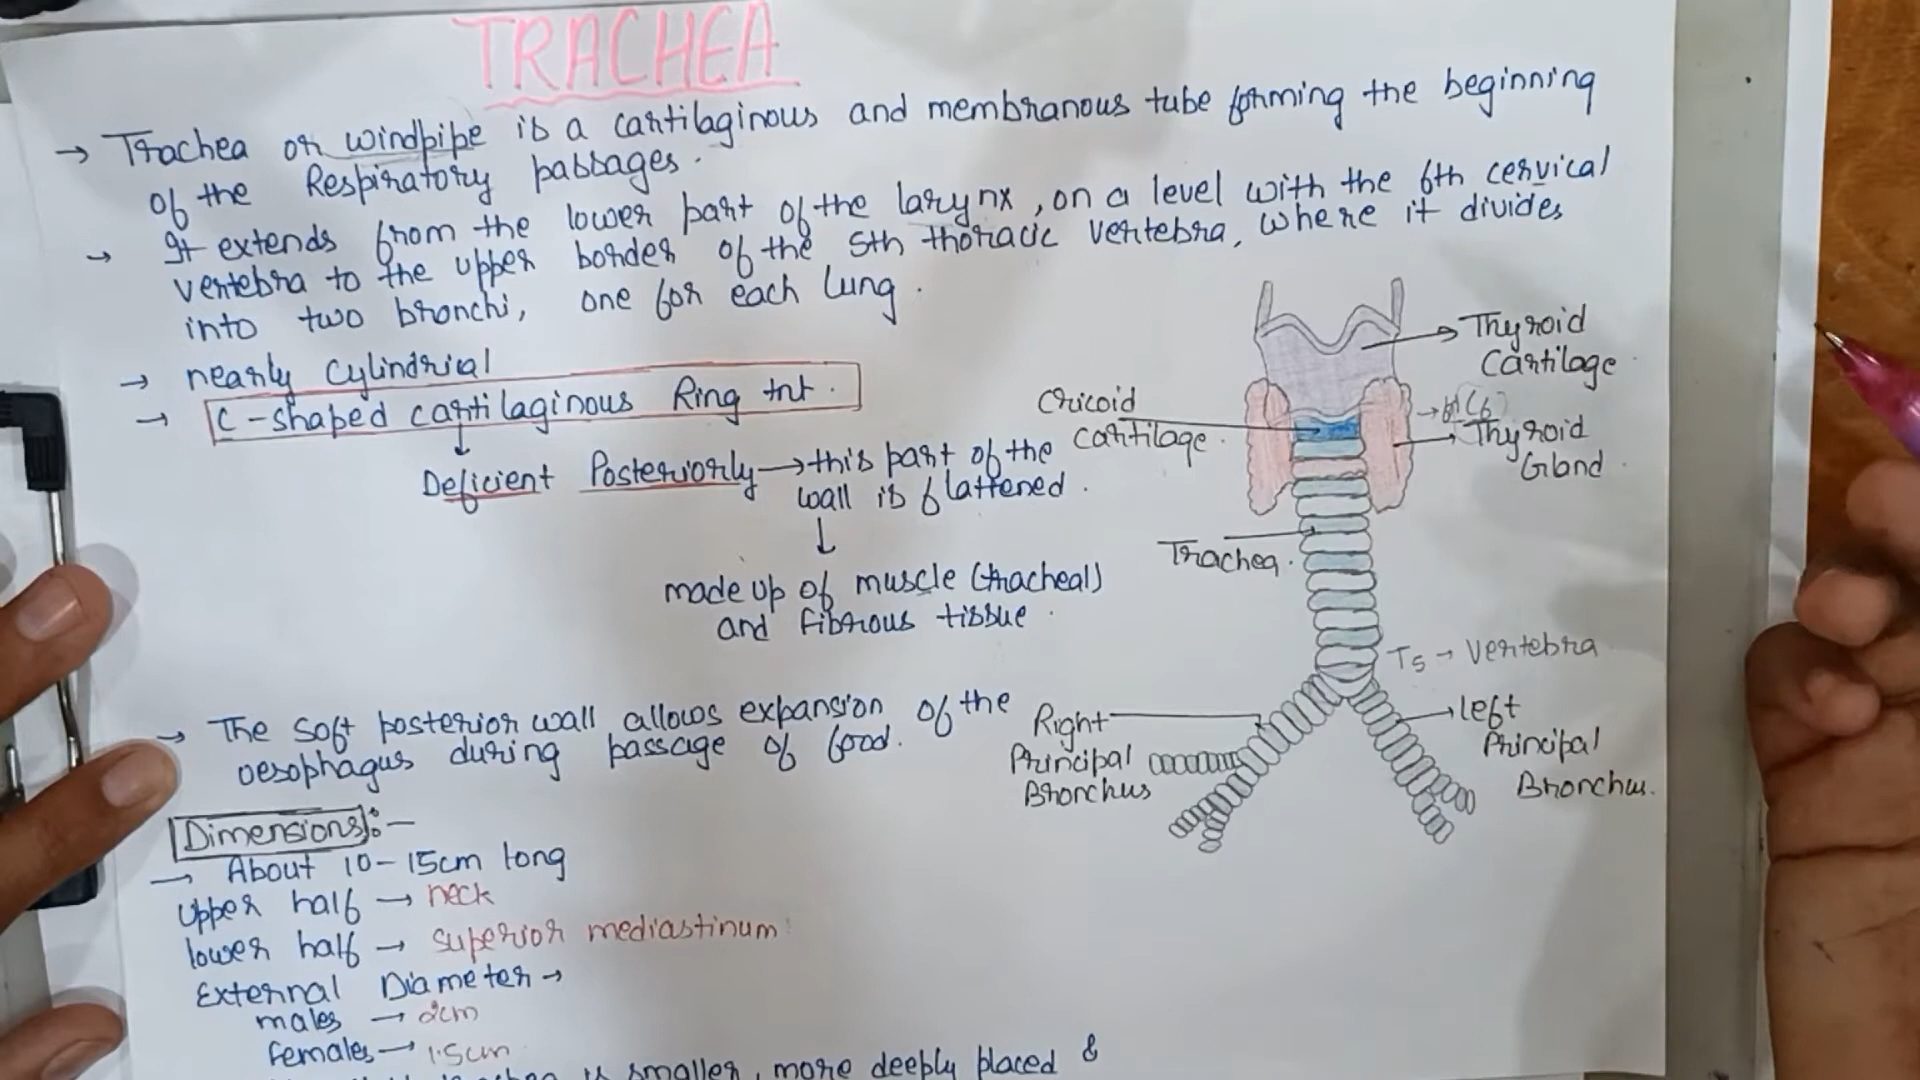 TRACHEA
→ Trachea or windpipe is a cartilaginous and membranous tube forming the beginning
of the Respiratory passages.
→ It extends from the lower part of the larynx, on a level with the 6th cervical
vertebra to the upper border of the 5th thoracic vertebra, where it divides
into two bronchi, one for each lung.
→ nearly cylindrical
→ C-shaped cartilaginous Ring tnt.
↓
Deficient Posteriorly → this part of the
wall is flattened.
↓
made up of muscle (tracheal)
and fibrous tissue.
→ The soft posterior wall allows expansion of the
oesophagus during passage of food.
Dimensions:-
→ About 10-15cm long
Upper half → neck
lower half → superior mediastinum
External Diameter →
males → 2cm
females → 1.5cm
is smaller, more deeply placed &
Thyroid
Cartilage
Cricoid
Cartilage.
(C6)
Thyroid
Gland
Trachea.
T5 → Vertebra
Right
Principal
Bronchus
left
Principal
Bronchus.